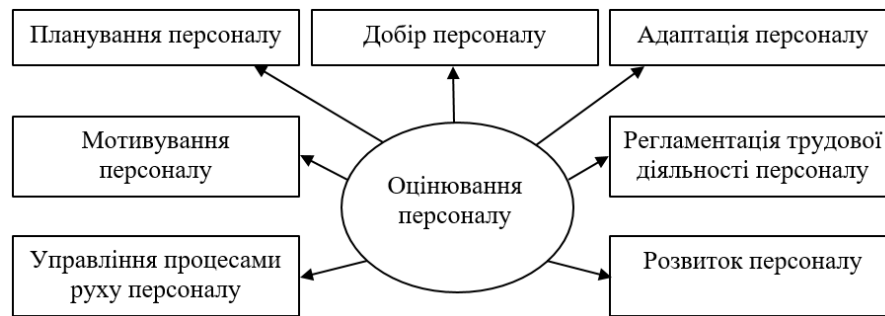 Планування персоналу
Добір персоналу
Адаптація персоналу
Мотивування
персоналу
Оцінювання
персоналу
Регламентація трудової
діяльності персоналу
Управління процесами
руху персоналу
Розвиток персоналу